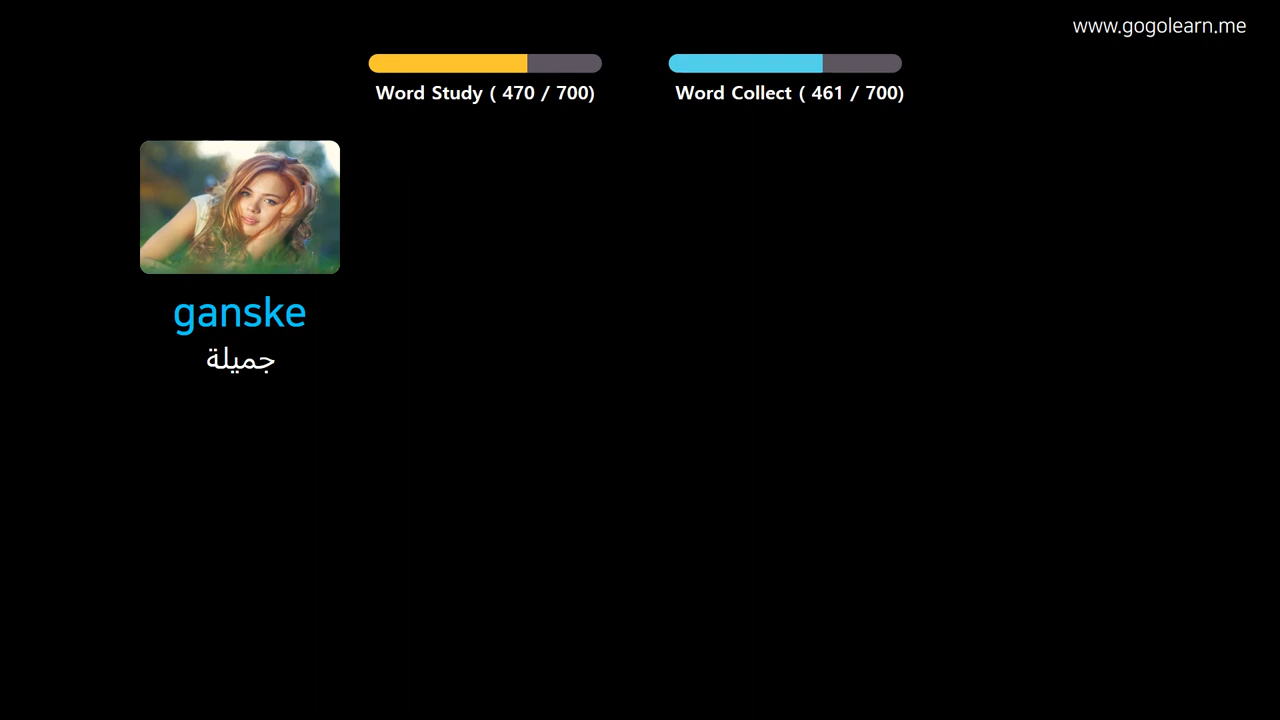 www.gogolearn.me
Word Study ( 470 / 700)
Word Collect ( 461 / 700)
ganske
جميلة